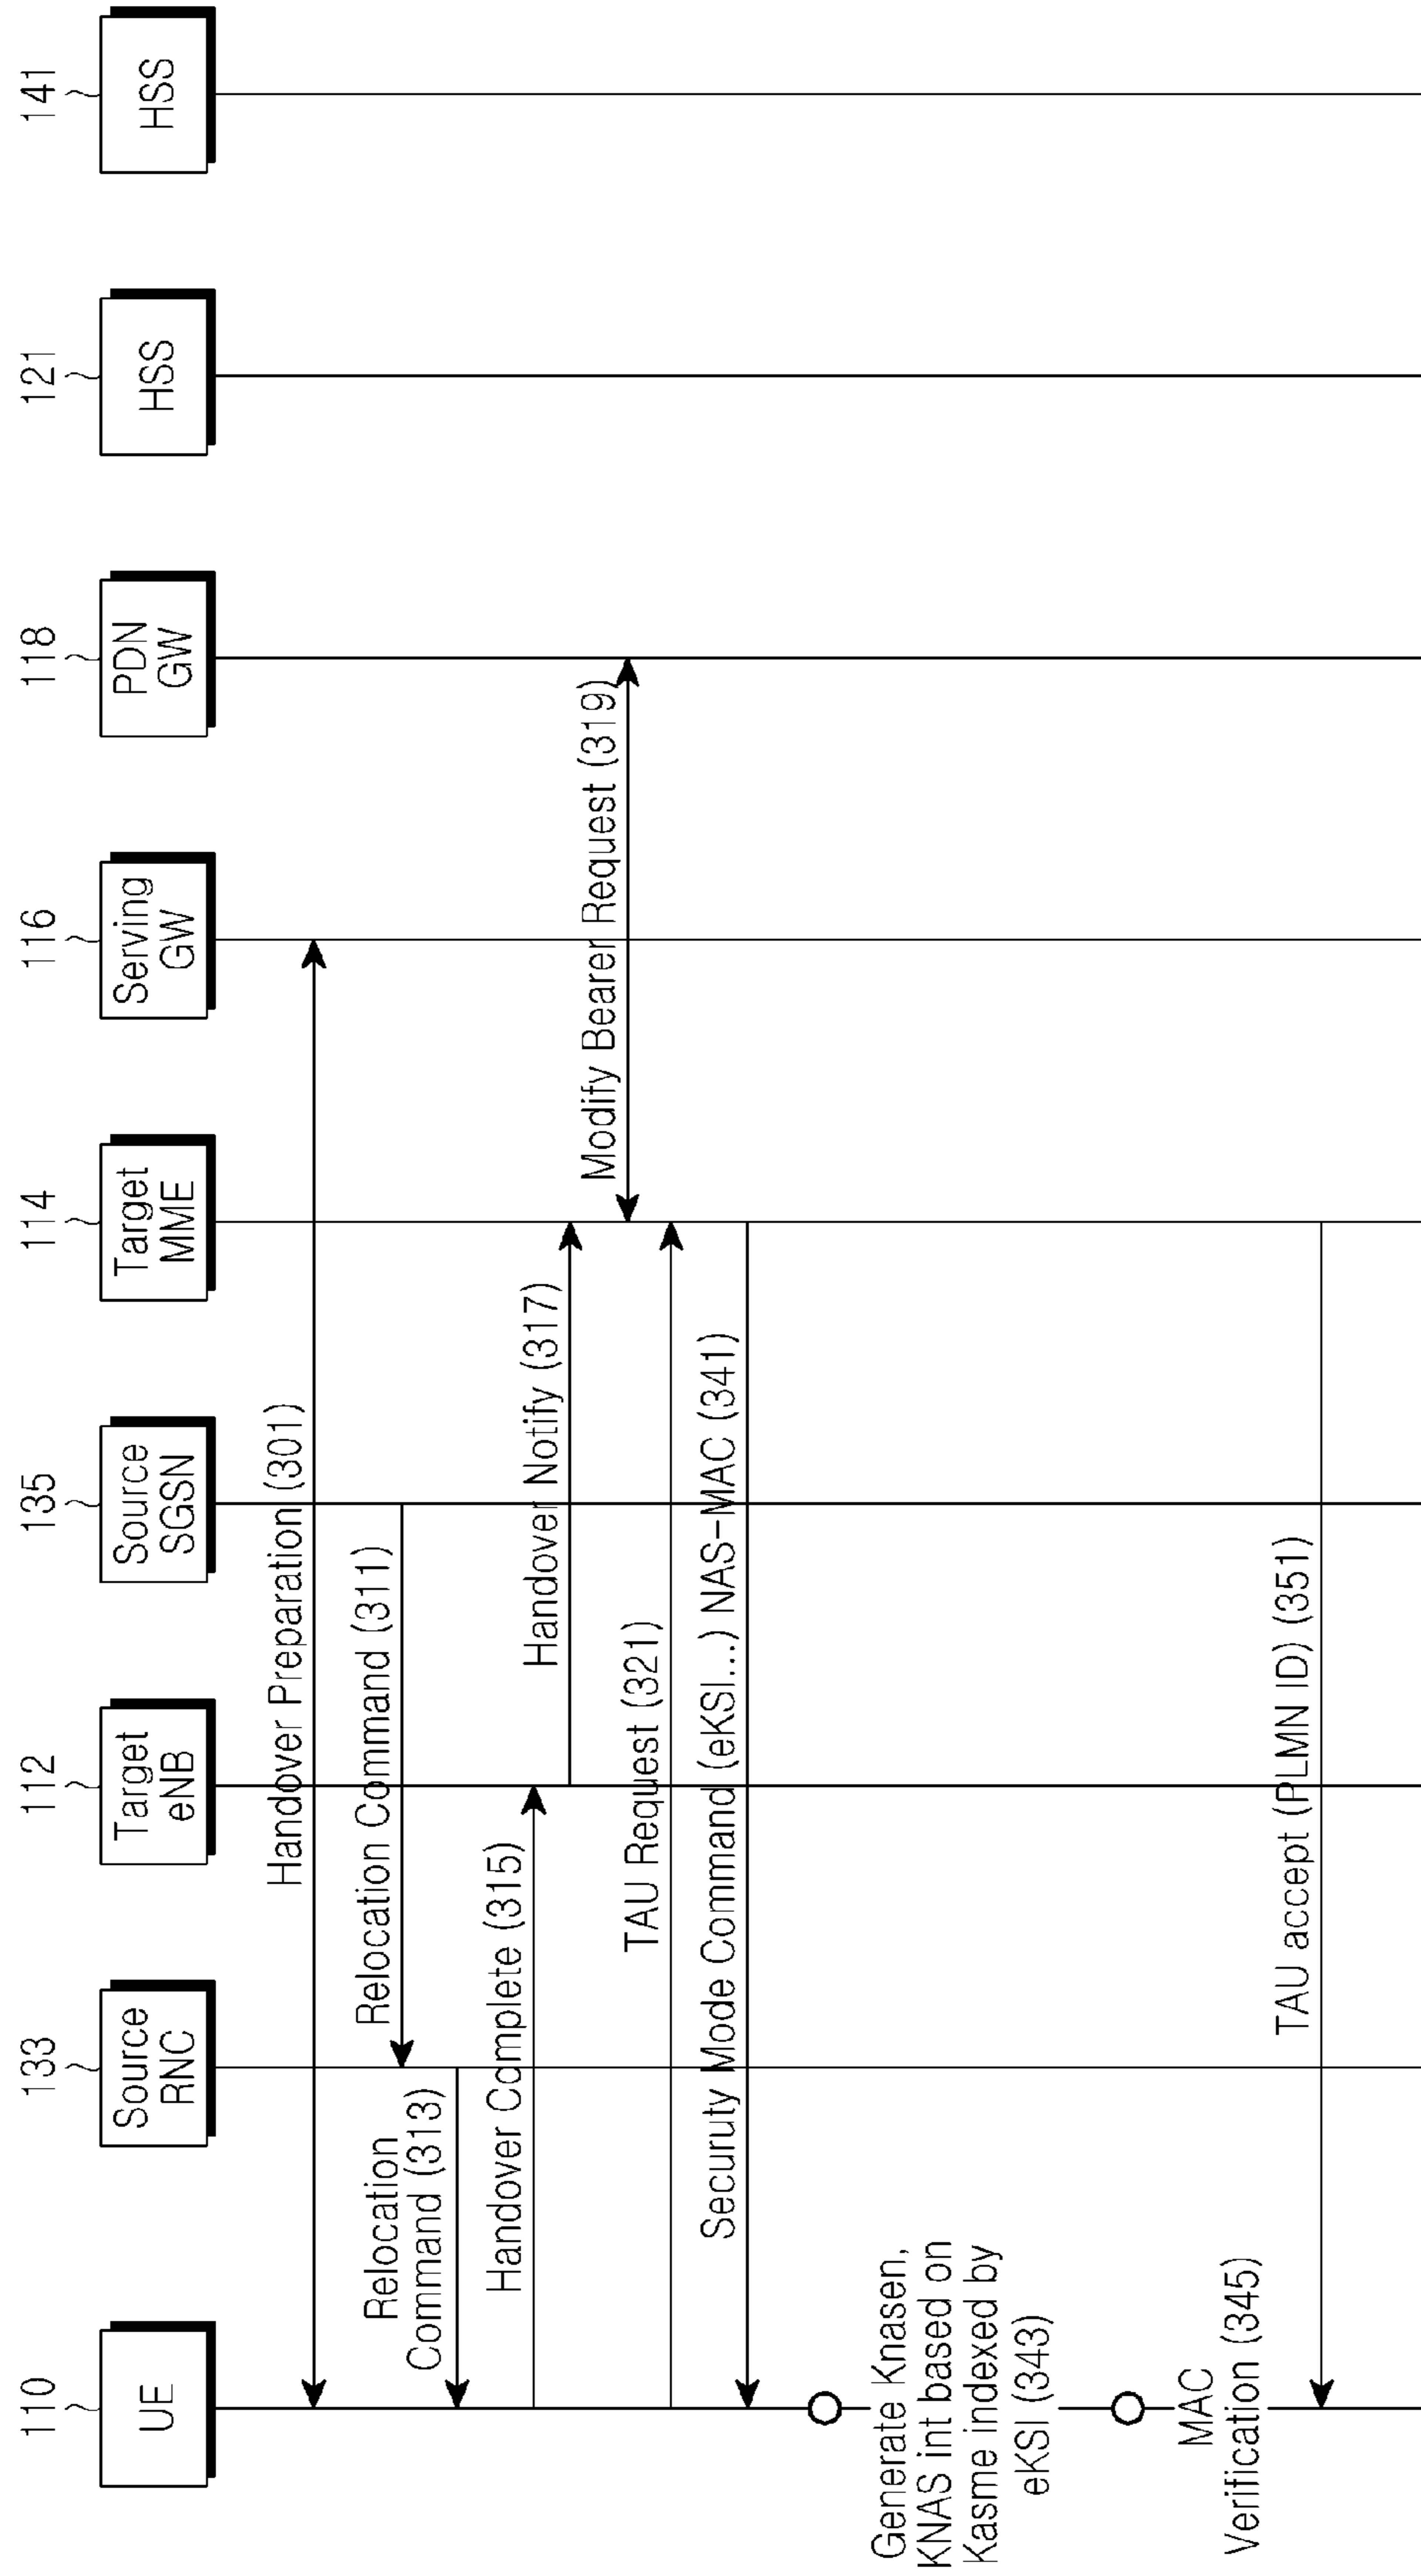 110
133
112
135
114
116
118
121
141
UE
Source
RNC
Target
eNB
Source
SGSN
Target
MME
Serving
GW
PDN
GW
HSS
HSS
Handover Preparation (301)
Relocation Command (311)
Relocation
Command (313)
Handover Complete (315)
Handover Notify (317)
Modify Bearer Request (319)
TAU Request (321)
Securuty Mode Command (eKSI...) NAS-MAC (341)
Generate Knasen,
KNAS int based on
Kasme indexed by
eKSI (343)
MAC
Verification (345)
TAU accept (PLMN ID) (351)